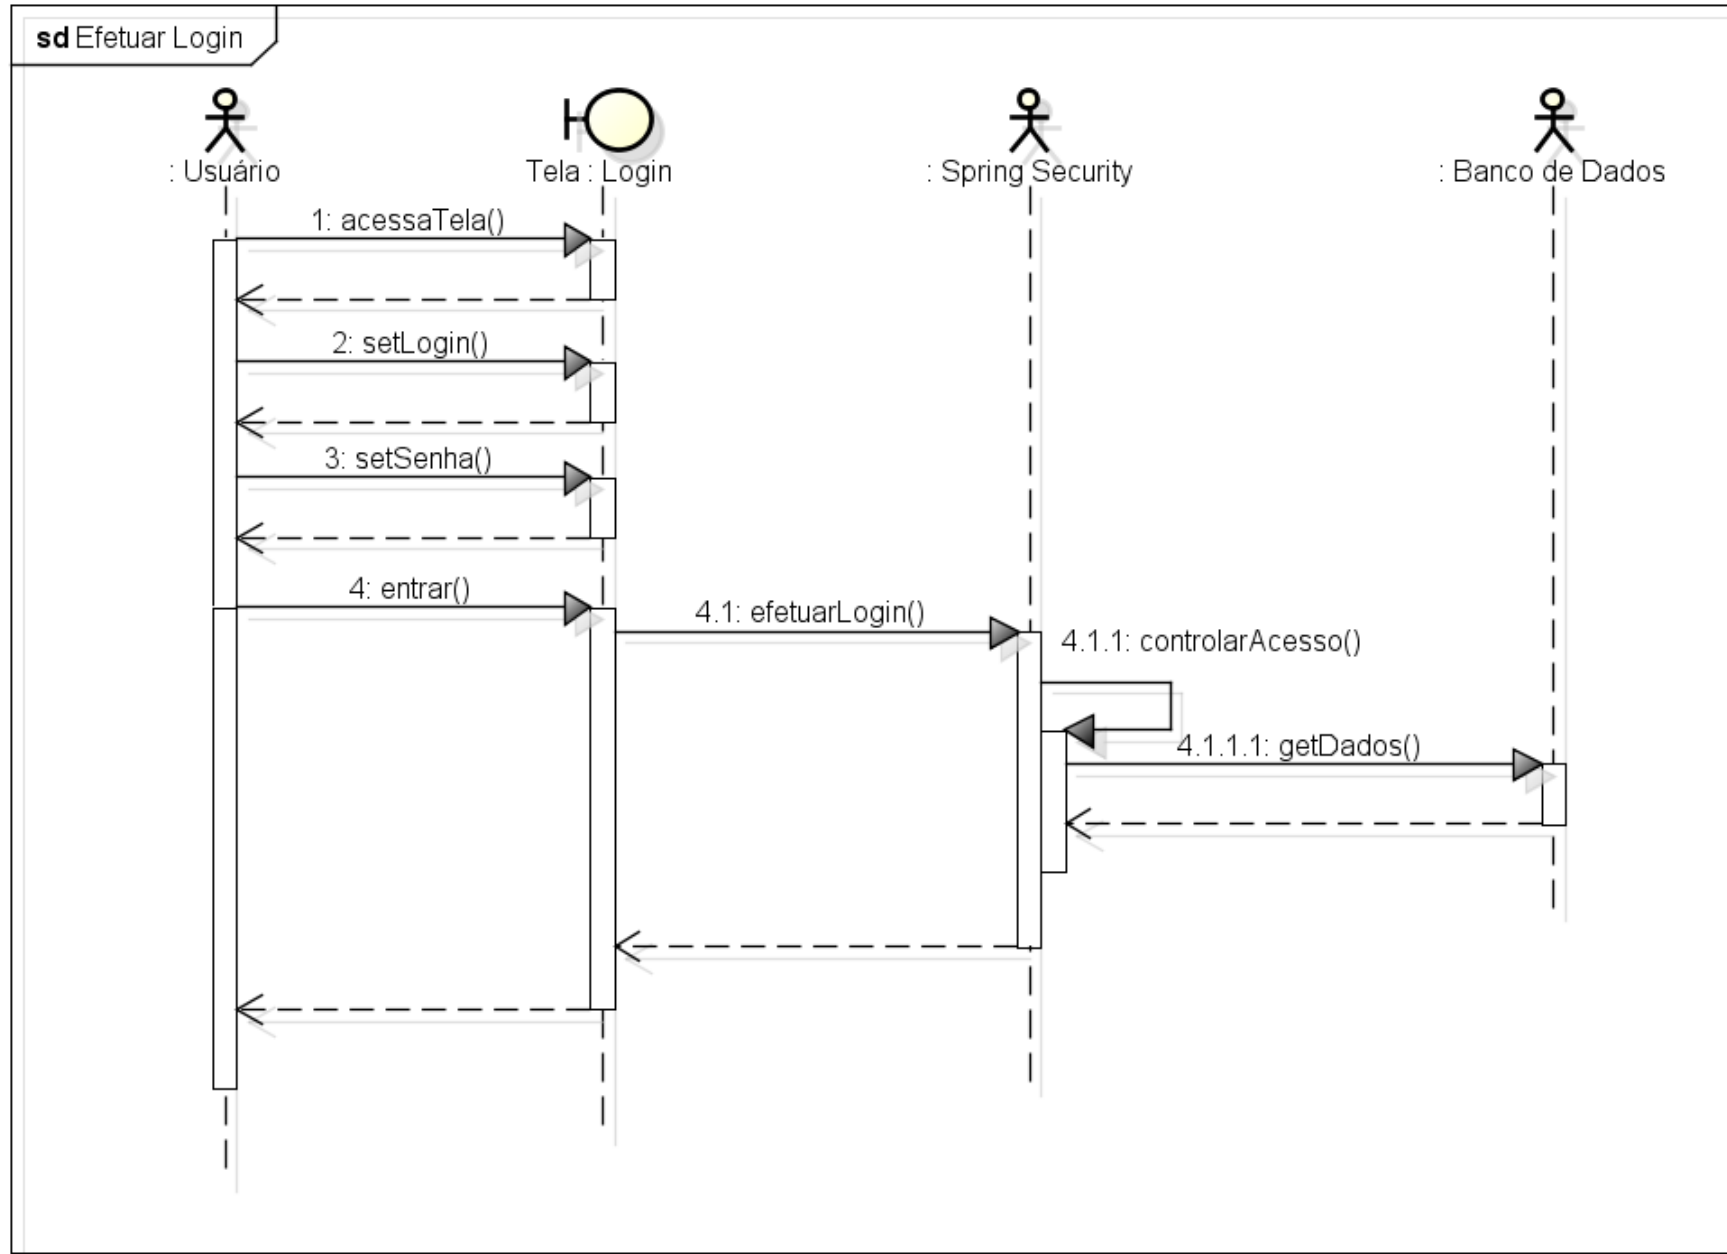 sd Efetuar Login
: Usuário
Tela : Login
: Spring Security
: Banco de Dados
1: acessaTela()
2: setLogin()
3: setSenha()
4: entrar()
4.1: efetuarLogin()
4.1.1: controlarAcesso()
4.1.1.1: getDados()